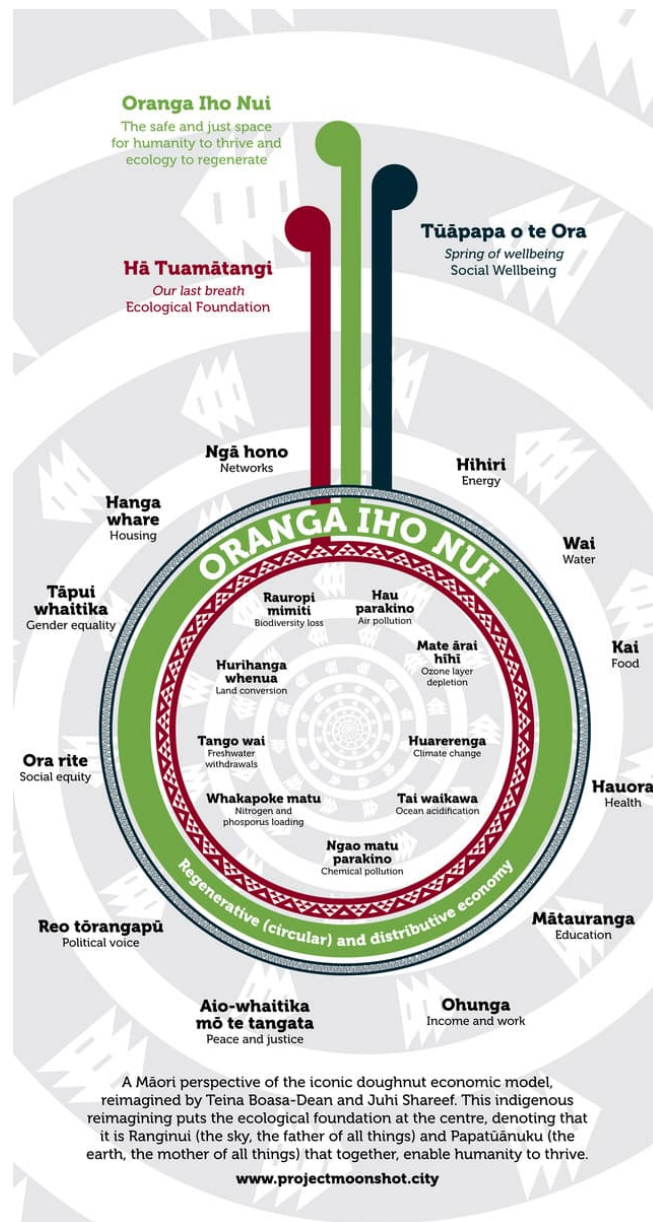 Oranga Iho Nui
The safe and just space
for humanity to thrive and
ecology to regenerate
Tūāpapa o te Ora
Spring of wellbeing
Social Wellbeing
Hā Tuamātangi
Our last breath
Ecological Foundation
Ngā hono
Networks
Hihiri
Energy
Hanga
whare
Housing
Wai
Water
Tāpui
whaitika
Gender equality
Kai
Food
Ora rite
Social equity
Hauora
Health
Reo tōrangapū
Political voice
Mātauranga
Education
Aio-whaitika
mō te tangata
Peace and justice
Ohunga
Income and work
ORANGĀ IHO NUI
Rauropi
mimiti
Biodiversity loss
Hau
parakino
Air pollution
Hurihanga
whenua
Land conversion
Mate ārai
hīhī
Ozone layer
depletion
Tango wai
Freshwater
withdrawals
Huarerenga
Climate change
Whakapoke matu
Nitrogen and
phosporus loading
Tai waikawa
Ocean acidification
Ngao matu
parakino
Chemical pollution
Regenerative (circular) and distributive economy
A Māori perspective of the iconic doughnut economic model,
reimagined by Teina Boasa-Dean and Juhi Shareef. This indigenous
reimagining puts the ecological foundation at the centre, denoting that
it is Ranginui (the sky, the father of all things) and Papatūānuku (the
earth, the mother of all things) that together, enable humanity to thrive.
www.projectmoonshot.city